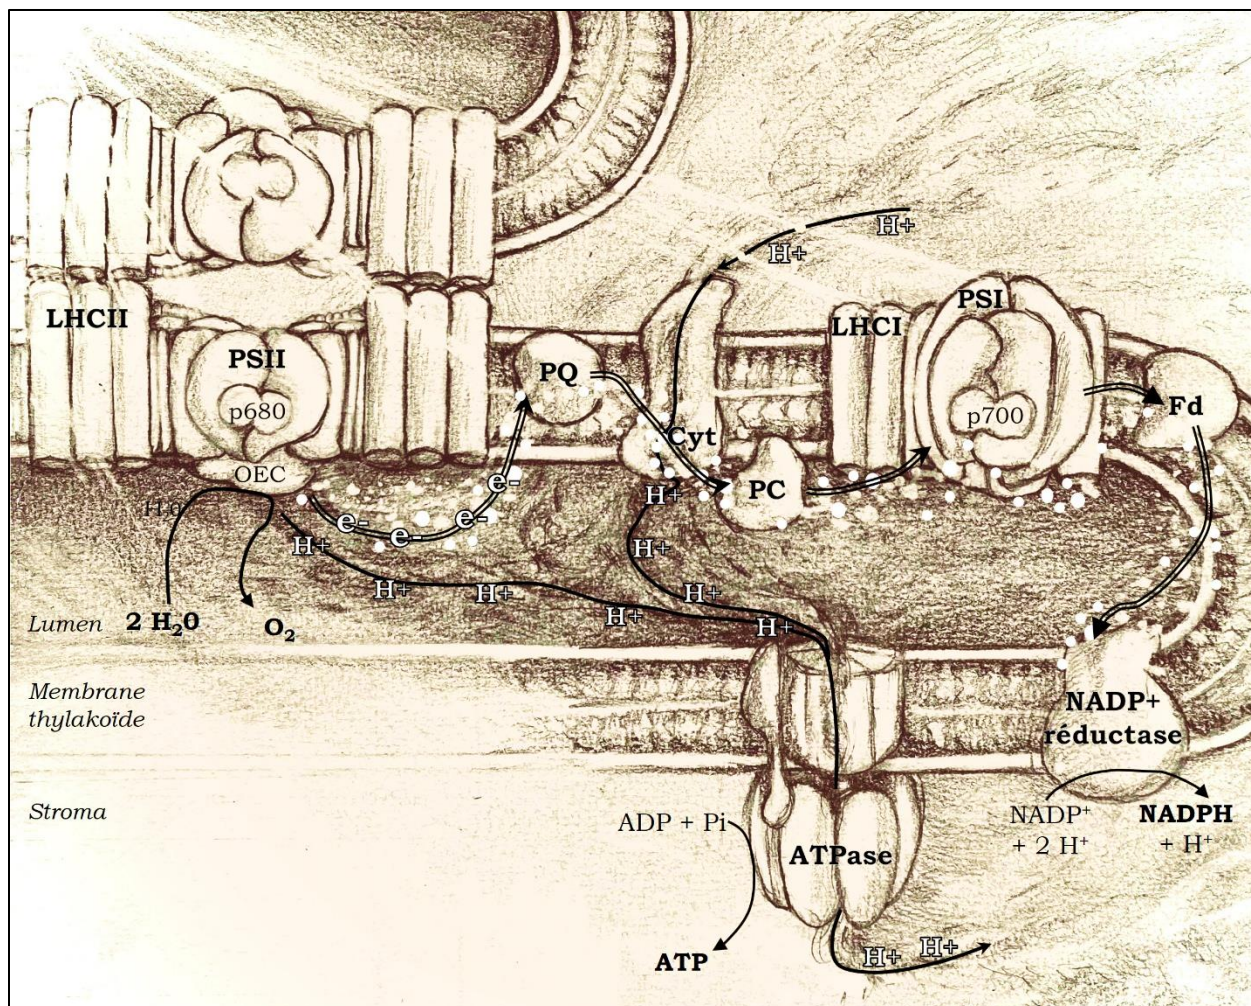 H+
H+
LHCII
PSII
p680
OEC
PQ
Cyt
PC
LHCI
PSI
p700
Fd
e-
e-
e-
e-
H+
H+
H+
H+
H+
H+
H+
H+
H+
Lumen
2 H₂0
O₂
Membrane
thylakoïde
Stroma
NADP+
réductase
NADP⁺
+ 2 H⁺
NADPH
+ H⁺
ADP + Pi
ATPase
ATP
H+
H+